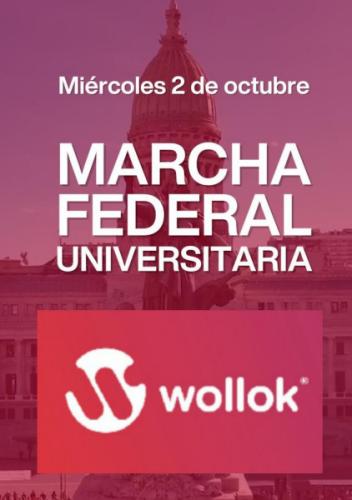 Miércoles 2 de octubre
MARCHA
FEDERAL
UNIVERSITARIA
wollok®